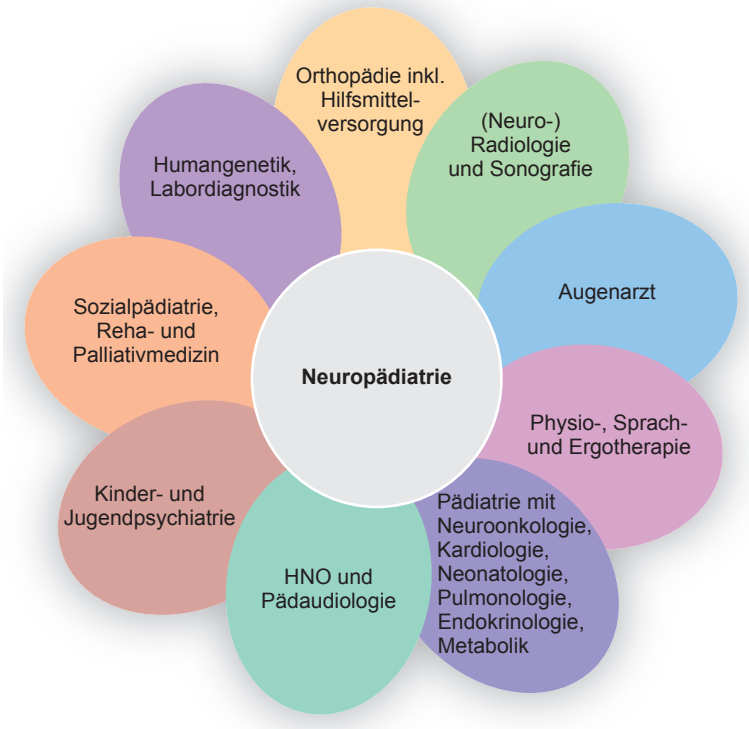 Orthopädie inkl.
Hilfsmittel-
versorgung
(Neuro-)
Radiologie
und Sonografie
Augenarzt
Physio-, Sprach-
und Ergotherapie
Pädiatrie mit
Neuroonkologie,
Kardiologie,
Neonatologie,
Pulmonologie,
Endokrinologie,
Metabolik
HNO und
Pädaudiologie
Kinder- und
Jugendpsychiatrie
Sozialpädiatrie,
Reha- und
Palliativmedizin
Humangenetik,
Labordiagnostik
Neuropädiatrie